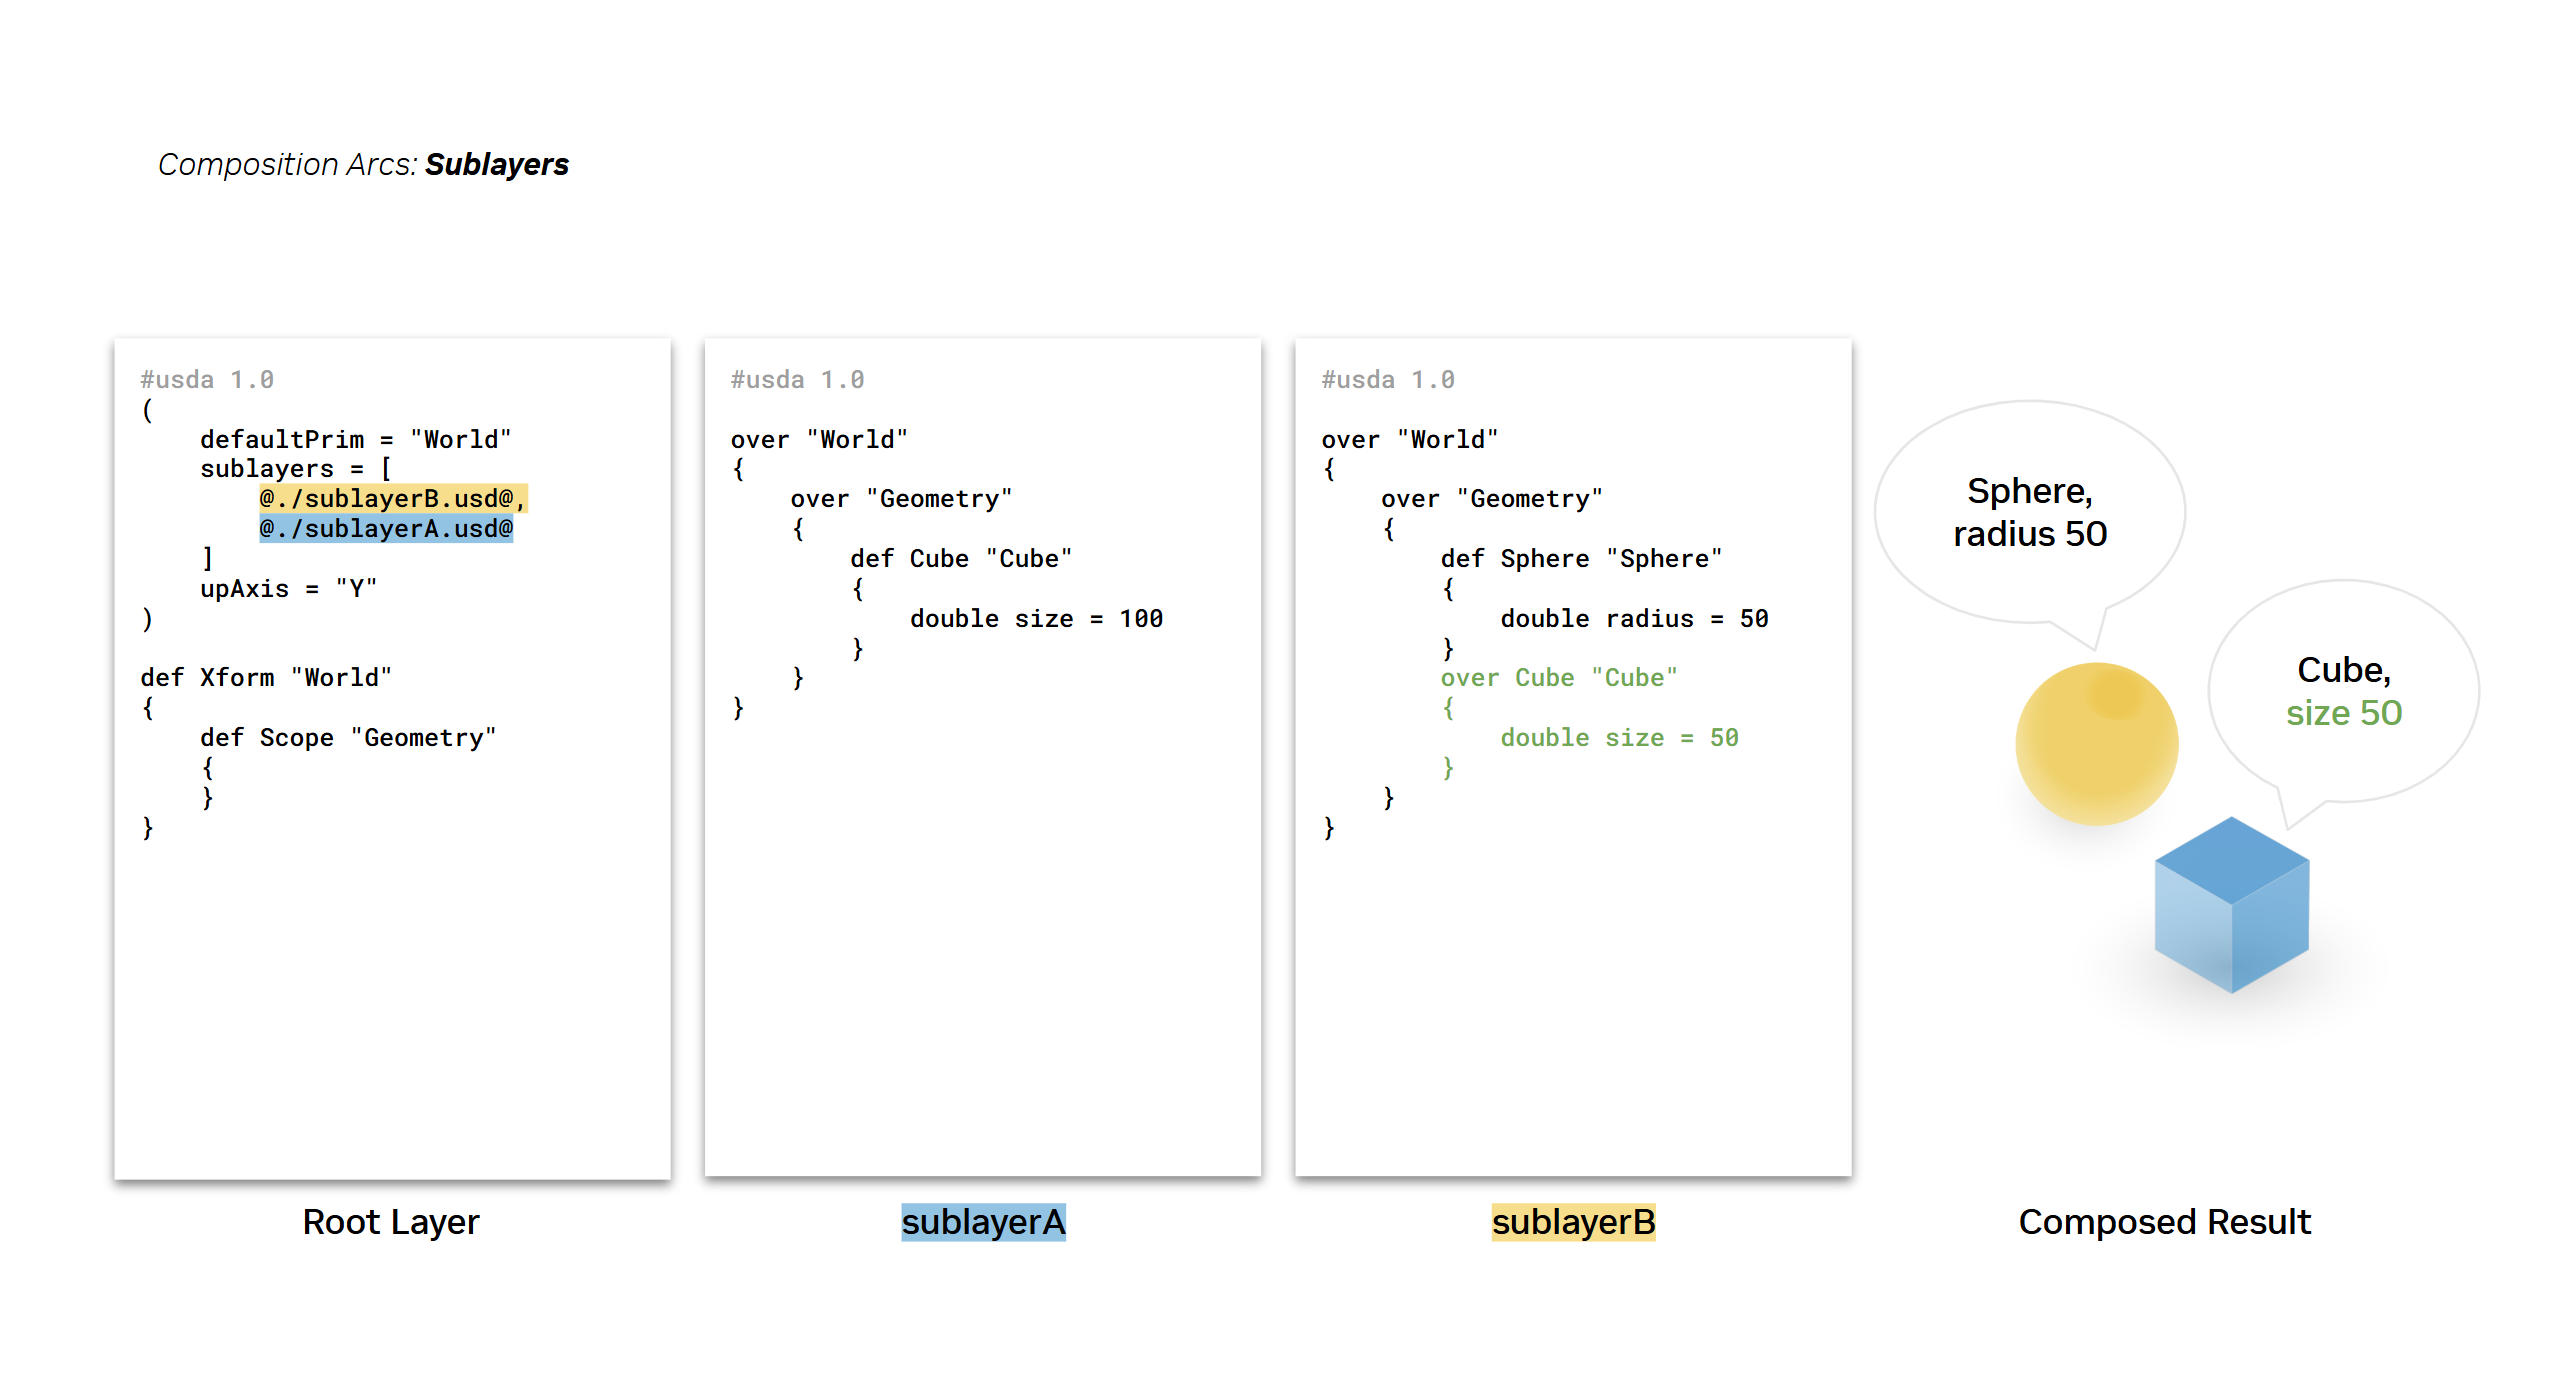 Composition Arcs: Sublayers
#usda 1.0
(
    defaultPrim = "World"
    sublayers = [
        @./sublayerB.usd@,
        @./sublayerA.usd@
    ]
    upAxis = "Y"
)
def Xform "World"
{
    def Scope "Geometry"
    {
    }
}
Root Layer
#usda 1.0
over "World"
{
    over "Geometry"
    {
        def Cube "Cube"
        {
            double size = 100
        }
    }
}
sublayerA
#usda 1.0
over "World"
{
    over "Geometry"
    {
        def Sphere "Sphere"
        {
            double radius = 50
        }
        over Cube "Cube"
        {
            double size = 50
        }
    }
}
sublayerB
Sphere,
radius 50
Cube,
size 50
Composed Result